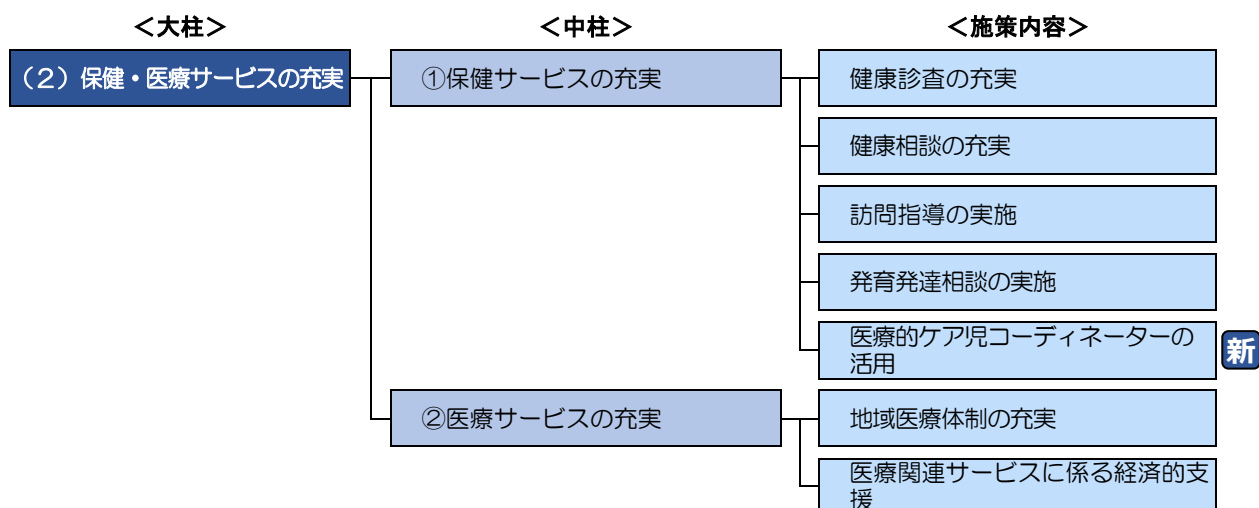 ＜大柱＞
＜中柱＞
＜施策内容＞
（２）保健・医療サービスの充実
①保健サービスの充実
健康診査の充実
健康相談の充実
訪問指導の実施
発育発達相談の実施
医療的ケア児コーディネーターの
活用
新
②医療サービスの充実
地域医療体制の充実
医療関連サービスに係る経済的支
援